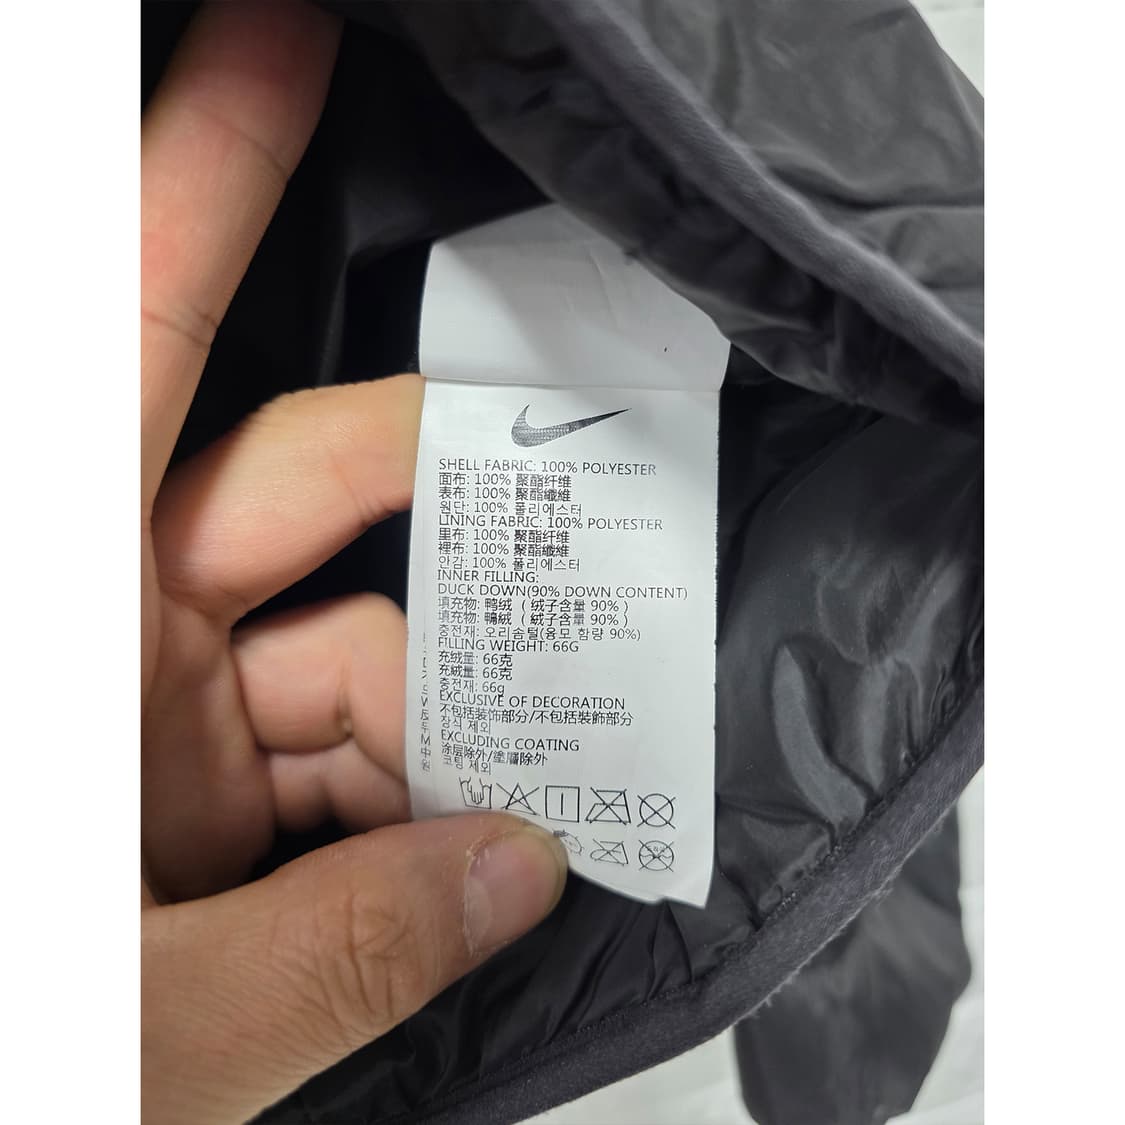 SHELL FABRIC: 100% POLYESTER
面布: 100% 聚酯纤维
表布: 100% 聚酯纖維
원단: 100% 폴리에스터
LINING FABRIC: 100% POLYESTER
里布: 100% 聚酯纤维
裡布: 100% 聚酯纖維
안감: 100% 폴리에스터
INNER FILLING:
DUCK DOWN(90% DOWN CONTENT)
填充物: 鸭绒 ( 绒子含量 90% )
填充物: 鴨絨 ( 絨子含量 90% )
충전재: 오리솜털(융모 함량 90%)
FILLING WEIGHT: 66G
充绒量: 66克
充絨量: 66克
충전재: 66g
EXCLUSIVE OF DECORATION
不包括装饰部分/不包括裝飾部分
장식 제외
EXCLUDING COATING
涂层除外/塗層除外
코팅 제외